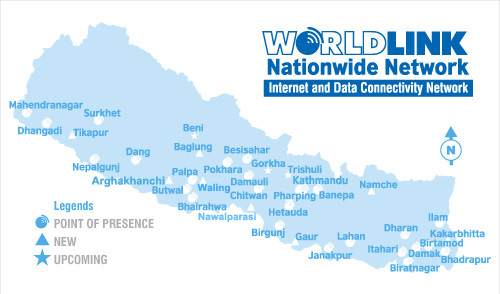 WORLDLINK
Nationwide Network
Internet and Data Connectivity Network
Mahendranagar
Surkhet
Dhangadi
Tikapur
Beni
N
Baglung
Dang
Besisahar
Nepalgunj
Gorkha
Palpa
Pokhara
Trishuli
Arghakhanchi
Damauli
Kathmandu
Namche
Butwal
Waling
Chitwan
Pharping
Banepa
Bhairahwa
Nawalparasi
Hetauda
Legends
POINT OF PRESENCE
NEW
UPCOMING
Ilam
Birgunj
Dharan
Kakarbhitta
Gaur
Lahan
Birtamod
Janakpur
Itahari
Damak
Bhadrapur
Biratnagar